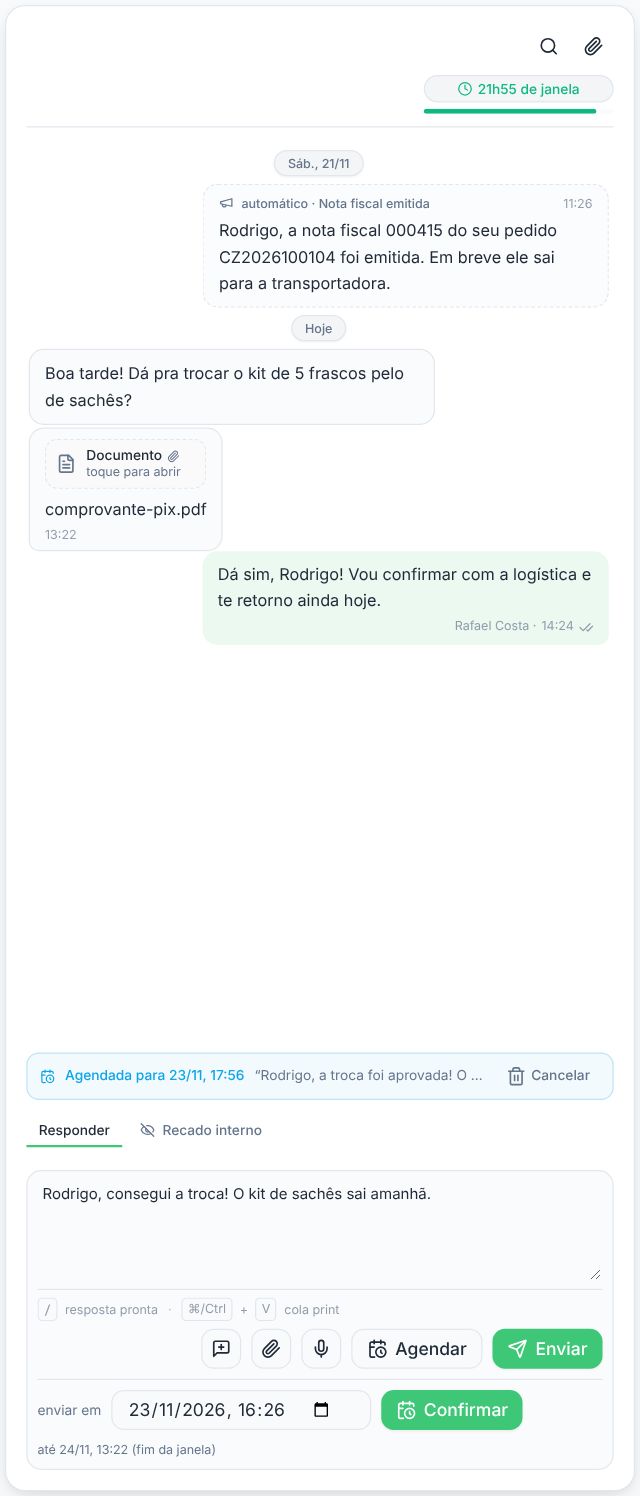 21h55 de janela
Sáb., 21/11
automático · Nota fiscal emitida 11:26
Rodrigo, a nota fiscal 000415 do seu pedido
CZ2026100104 foi emitida. Em breve ele sai
para a transportadora.
Hoje
Boa tarde! Dá pra trocar o kit de 5 frascos pelo
de sachês?
Documento
toque para abrir
comprovante-pix.pdf
13:22
Dá sim, Rodrigo! Vou confirmar com a logística e
te retorno ainda hoje.
Rafael Costa · 14:24
Agendada para 23/11, 17:56 “Rodrigo, a troca foi aprovada! O ... Cancelar
Responder Recado interno
Rodrigo, consegui a troca! O kit de sachês sai amanhã.
/ resposta pronta · ⌘/Ctrl + V cola print
Agendar Enviar
enviar em 23/11/2026, 16:26 Confirmar
até 24/11, 13:22 (fim da janela)